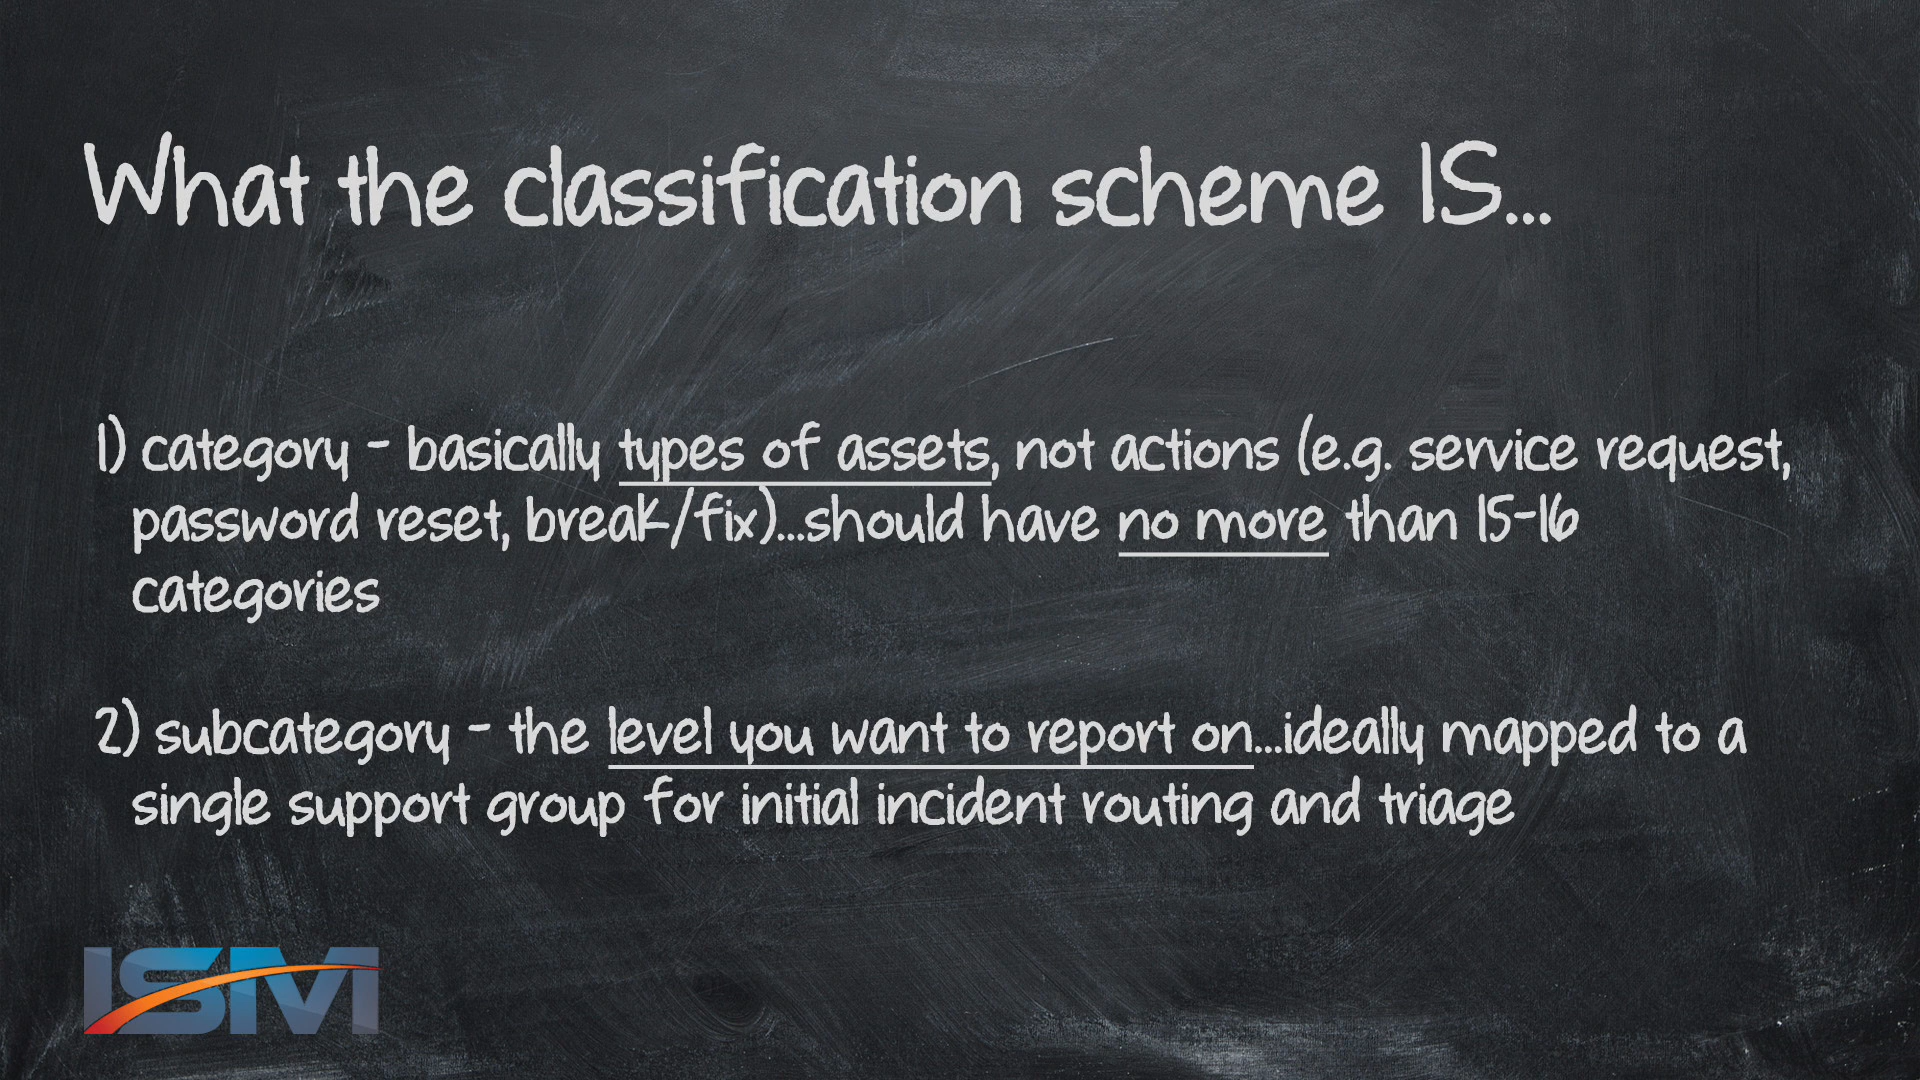 What the classification scheme IS...
1) category - basically types of assets, not actions (e.g. service request,
password reset, break/fix)...should have no more than 15-16
categories
2) subcategory - the level you want to report on...ideally mapped to a
single support group for initial incident routing and triage
ISM